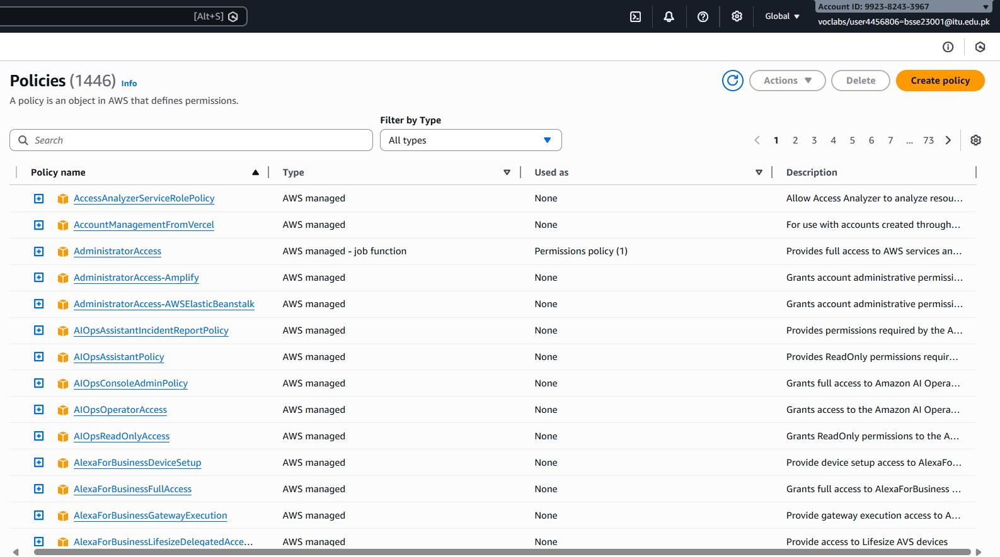 [Alt+S]
Global
Account ID: 9923-8243-3967
voclabs/user4456806=bsse23001@itu.edu.pk
Policies (1446) Info
Actions
Delete
Create policy
A policy is an object in AWS that defines permissions.
Filter by Type
Search
All types
1 2 3 4 5 6 7 ... 73
Policy name Type Used as Description
AccessAnalyzerServiceRolePolicy AWS managed None Allow Access Analyzer to analyze resou...
AccountManagementFromVercel AWS managed None For use with accounts created through...
AdministratorAccess AWS managed - job function Permissions policy (1) Provides full access to AWS services an...
AdministratorAccess-Amplify AWS managed None Grants account administrative permissi...
AdministratorAccess-AWSElasticBeanstalk AWS managed None Grants account administrative permissi...
AIOpsAssistantIncidentReportPolicy AWS managed None Provides permissions required by the A...
AIOpsAssistantPolicy AWS managed None Provides ReadOnly permissions requir...
AIOpsConsoleAdminPolicy AWS managed None Grants full access to Amazon AI Opera...
AIOpsOperatorAccess AWS managed None Grants access to the Amazon AI Opera...
AIOpsReadOnlyAccess AWS managed None Grants ReadOnly permissions to the A...
AlexaForBusinessDeviceSetup AWS managed None Provide device setup access to AlexaFo...
AlexaForBusinessFullAccess AWS managed None Grants full access to AlexaForBusiness ...
AlexaForBusinessGatewayExecution AWS managed None Provide gateway execution access to A...
AlexaForBusinessLifesizeDelegatedAcce... AWS managed None Provide access to Lifesize AVS devices